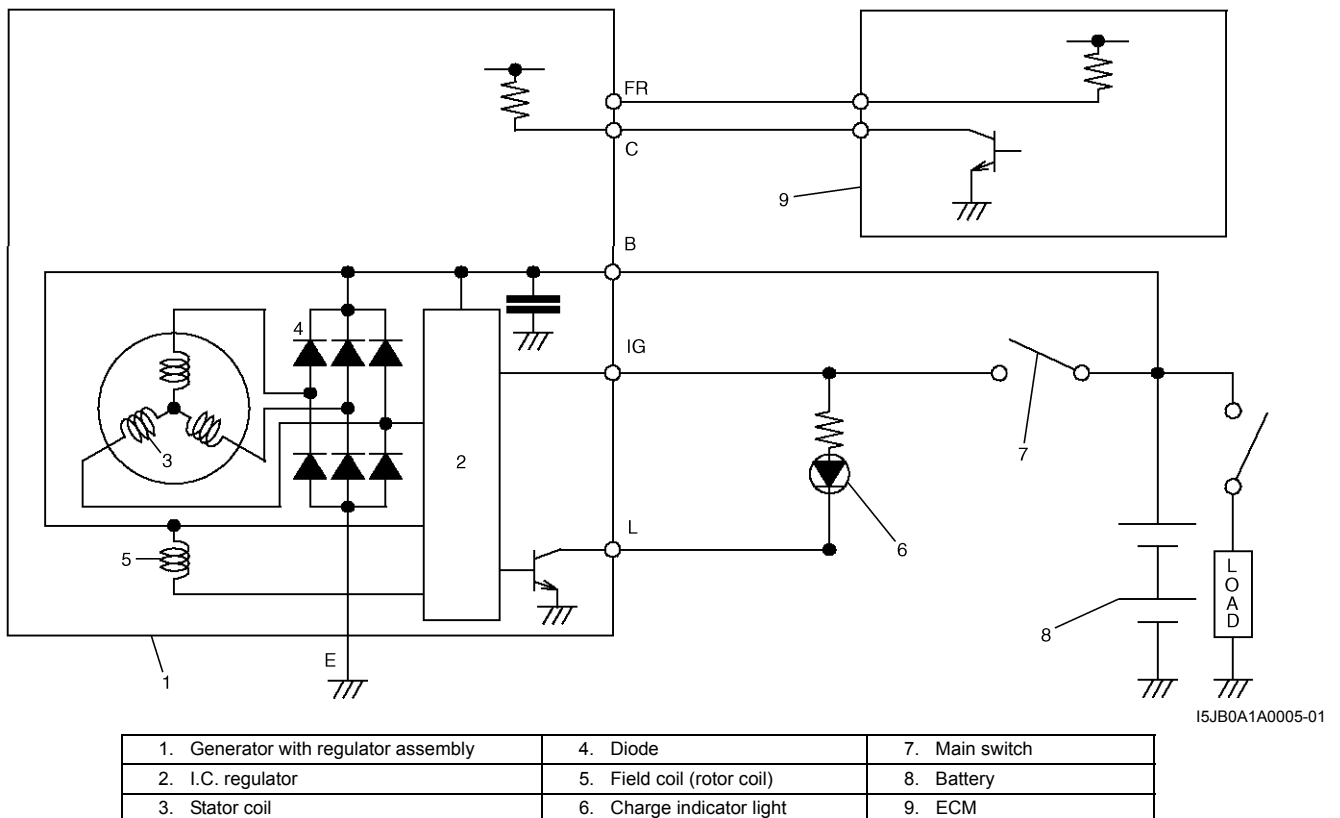 FR
C
9
B
4
IG
3
2
7
5
L
6
LOAD
8
E
1
I5JB0A1A0005-01
1. Generator with regulator assembly 4. Diode 7. Main switch
2. I.C. regulator 5. Field coil (rotor coil) 8. Battery
3. Stator coil 6. Charge indicator light 9. ECM